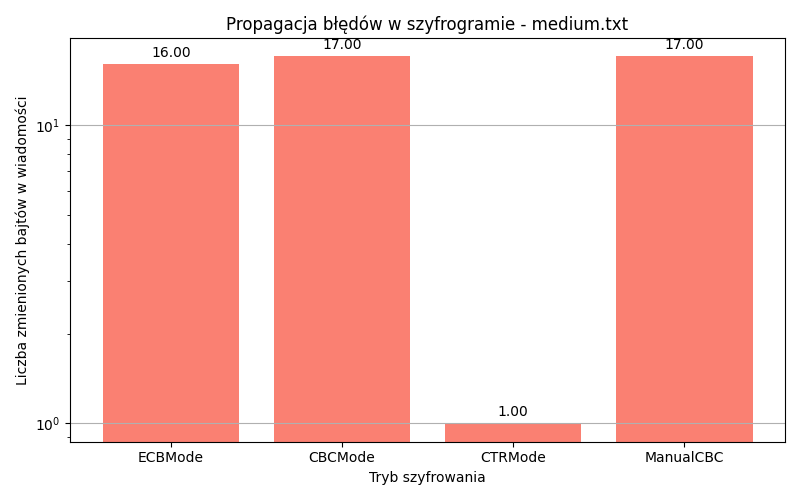 Propagacja błędów w szyfrogramie - medium.txt
16.00
17.00
1.00
17.00
10¹
10⁰
Liczba zmienionych bajtów w wiadomości
ECBMode
CBCMode
CTRMode
ManualCBC
Tryb szyfrowania